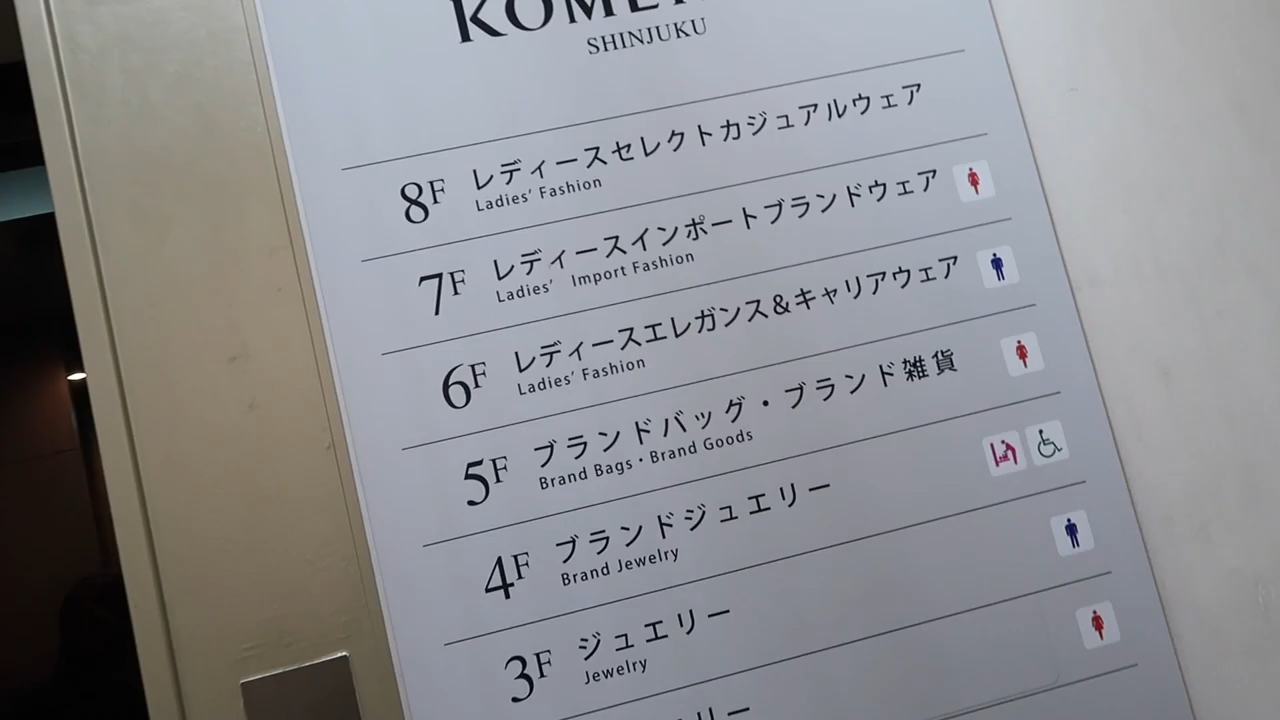 SHINJUKU
8F レディースセレクトカジュアルウェア
Ladies' Fashion
7F レディースインポートブランドウェア
Ladies' Import Fashion
6F レディースエレガンス&キャリアウェア
Ladies' Fashion
5F ブランドバッグ・ブランド雑貨
Brand Bags・Brand Goods
4F ブランドジュエリー
Brand Jewelry
3F ジュエリー
Jewelry